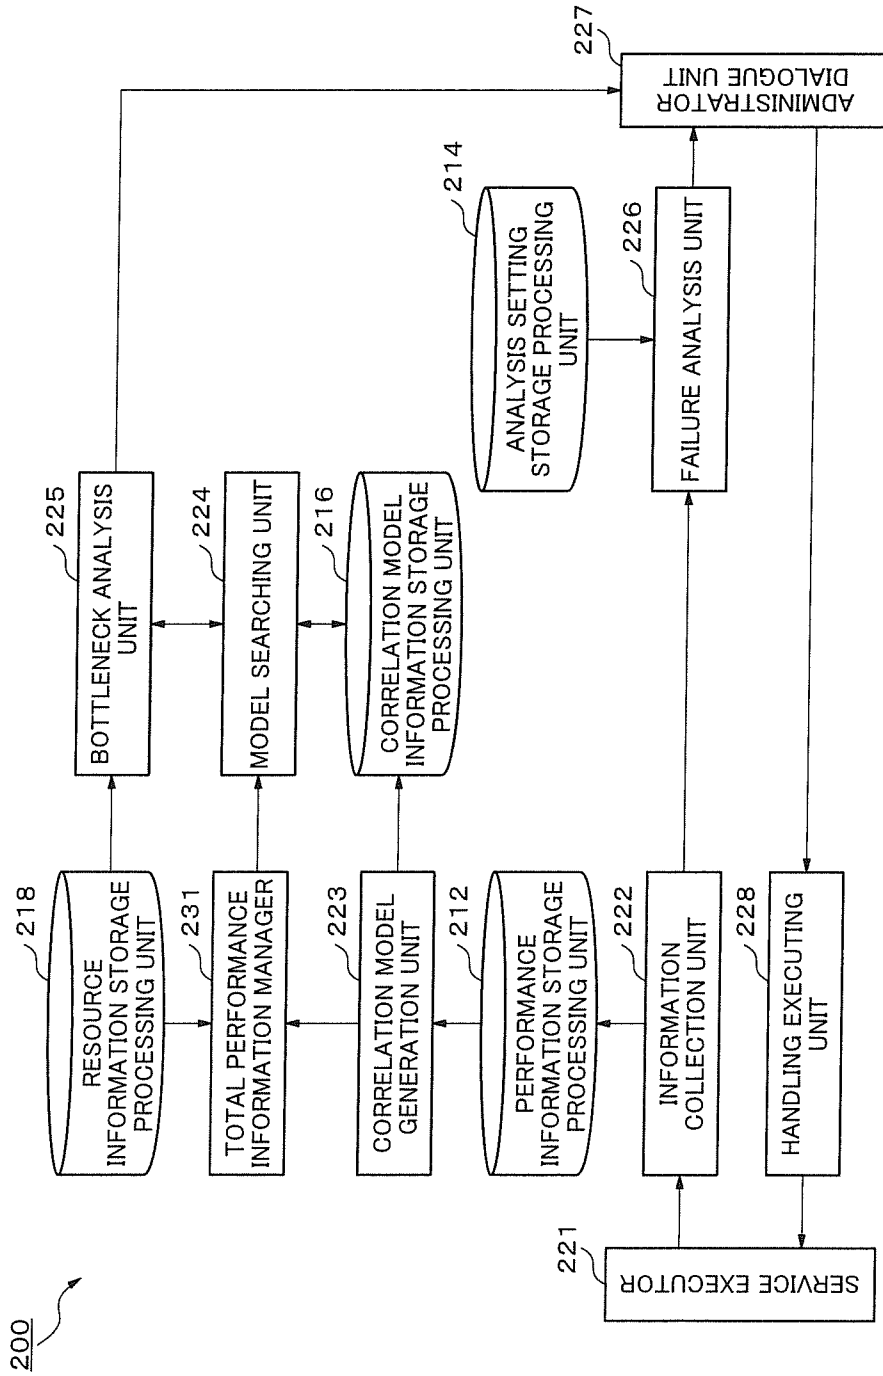 200
218
RESOURCE
INFORMATION STORAGE
PROCESSING UNIT
225
BOTTLENECK ANALYSIS
UNIT
231
TOTAL PERFORMANCE
INFORMATION MANAGER
224
MODEL SEARCHING UNIT
223
CORRELATION MODEL
GENERATION UNIT
216
CORRELATION MODEL
INFORMATION STORAGE
PROCESSING UNIT
212
PERFORMANCE
INFORMATION STORAGE
PROCESSING UNIT
214
ANALYSIS SETTING
STORAGE PROCESSING
UNIT
221
SERVICE EXECUTOR
222
INFORMATION
COLLECTION UNIT
226
FAILURE ANALYSIS UNIT
227
ADMINISTRATOR
DIALOGUE UNIT
228
HANDLING EXECUTING
UNIT